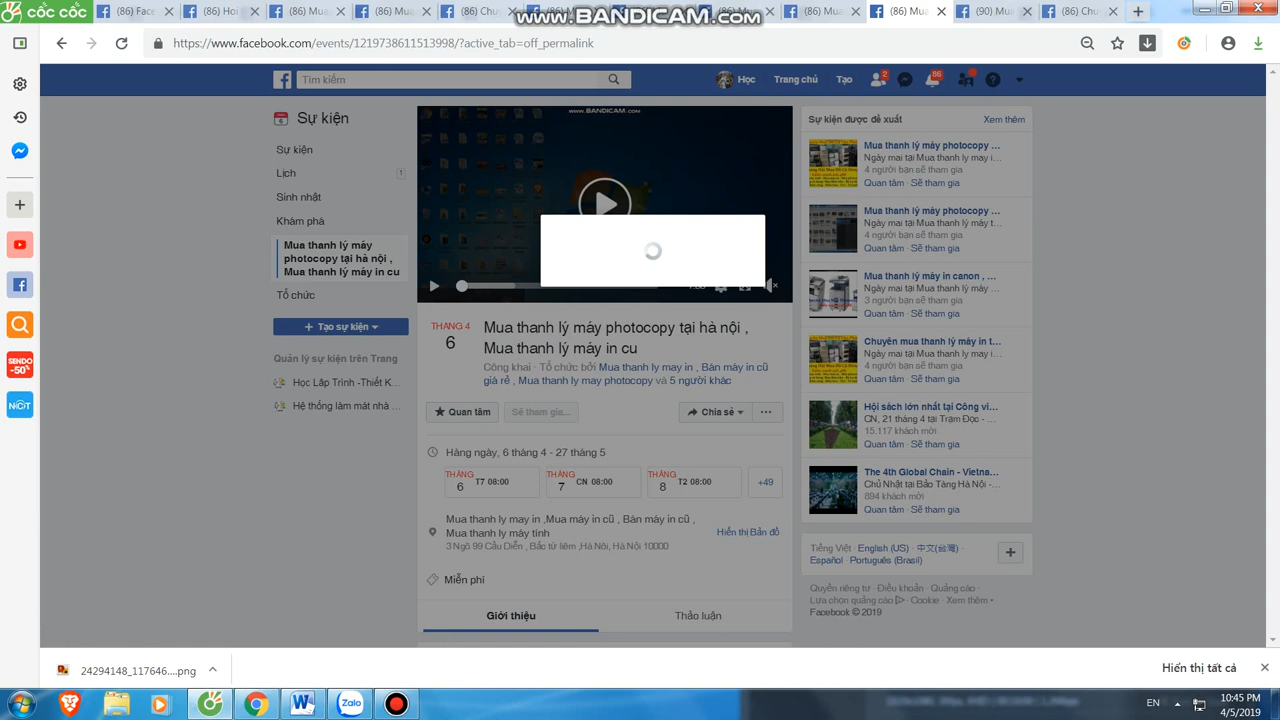 cốc cốc
(86) Face
(86) Hoi
(86) Mua
(86) Mua
(86) Chu
(86) Mua
(86) Mua
(90) Mua
(86) Chu
www.BANDICAM.com
https://www.facebook.com/events/1219738611513998/?active_tab=off_permalink
Tìm kiếm
Học
Trang chủ
Tạo
2
86
Sự kiện
Sự kiện
Lịch
1
Sinh nhật
Khám phá
Mua thanh lý máy
photocopy tại hà nội ,
Mua thanh lý máy in cu
Tổ chức
+ Tạo sự kiện
Quản lý sự kiện trên Trang
Học Lập Trình -Thiết K...
Hệ thống làm mát nhà ...
www.BANDICAM.com
THÁNG 4
6
Mua thanh lý máy photocopy tại hà nội ,
Mua thanh lý máy in cu
Công khai · Tổ chức bởi Mua thanh ly may in , Bán máy in cũ
giá rẻ , Mua thanh ly may photocopy và 5 người khác
Quan tâm
Sẽ tham gia...
Chia sẻ
Hàng ngày, 6 tháng 4 - 27 tháng 5
THÁNG
6
T7 08:00
THÁNG
7
CN 08:00
THÁNG
8
T2 08:00
+49
Mua thanh ly may in ,Mua máy in cũ , Bán máy in cũ ,
Mua thanh lý máy tính
Hiển thị Bản đồ
3 Ngõ 99 Cầu Diễn , Bắc từ liêm ,Hà Nôi, Hà Nội 10000
Miễn phí
Giới thiệu
Thảo luận
Sự kiện được đề xuất
Xem thêm
Mua thanh lý máy photocopy ...
Ngày mai tại Mua thanh ly may i...
4 người bạn sẽ tham gia
Quan tâm · Sẽ tham gia
Mua thanh lý máy photocopy ...
Ngày mai tại Mua thanh lý máy t...
4 người bạn sẽ tham gia
Quan tâm · Sẽ tham gia
Mua thanh lý máy in canon , ...
Ngày mai tại Mua thanh lý máy ...
3 người bạn sẽ tham gia
Quan tâm · Sẽ tham gia
Chuyên mua thanh lý máy in t...
Ngày mai tại Mua thanh lý máy ...
4 người bạn sẽ tham gia
Quan tâm · Sẽ tham gia
Hội sách lớn nhất tại Công vi...
CN, 21 tháng 4 tại Trạm Đọc - ...
15.117 khách mời
Quan tâm · Sẽ tham gia
The 4th Global Chain - Vietna...
Chủ Nhật tại Bảo Tàng Hà Nội -...
894 khách mời
Quan tâm · Sẽ tham gia
Tiếng Việt · English (US) · 中文(台灣) ·
Español · Português (Brasil)
Quyền riêng tư · Điều khoản · Quảng cáo ·
Lựa chọn quảng cáo · Cookie · Xem thêm
Facebook © 2019
SENDO
-50%
NCT
24294148_117646....png
Hiển thị tất cả
Zalo
EN
10:45 PM
4/5/2019